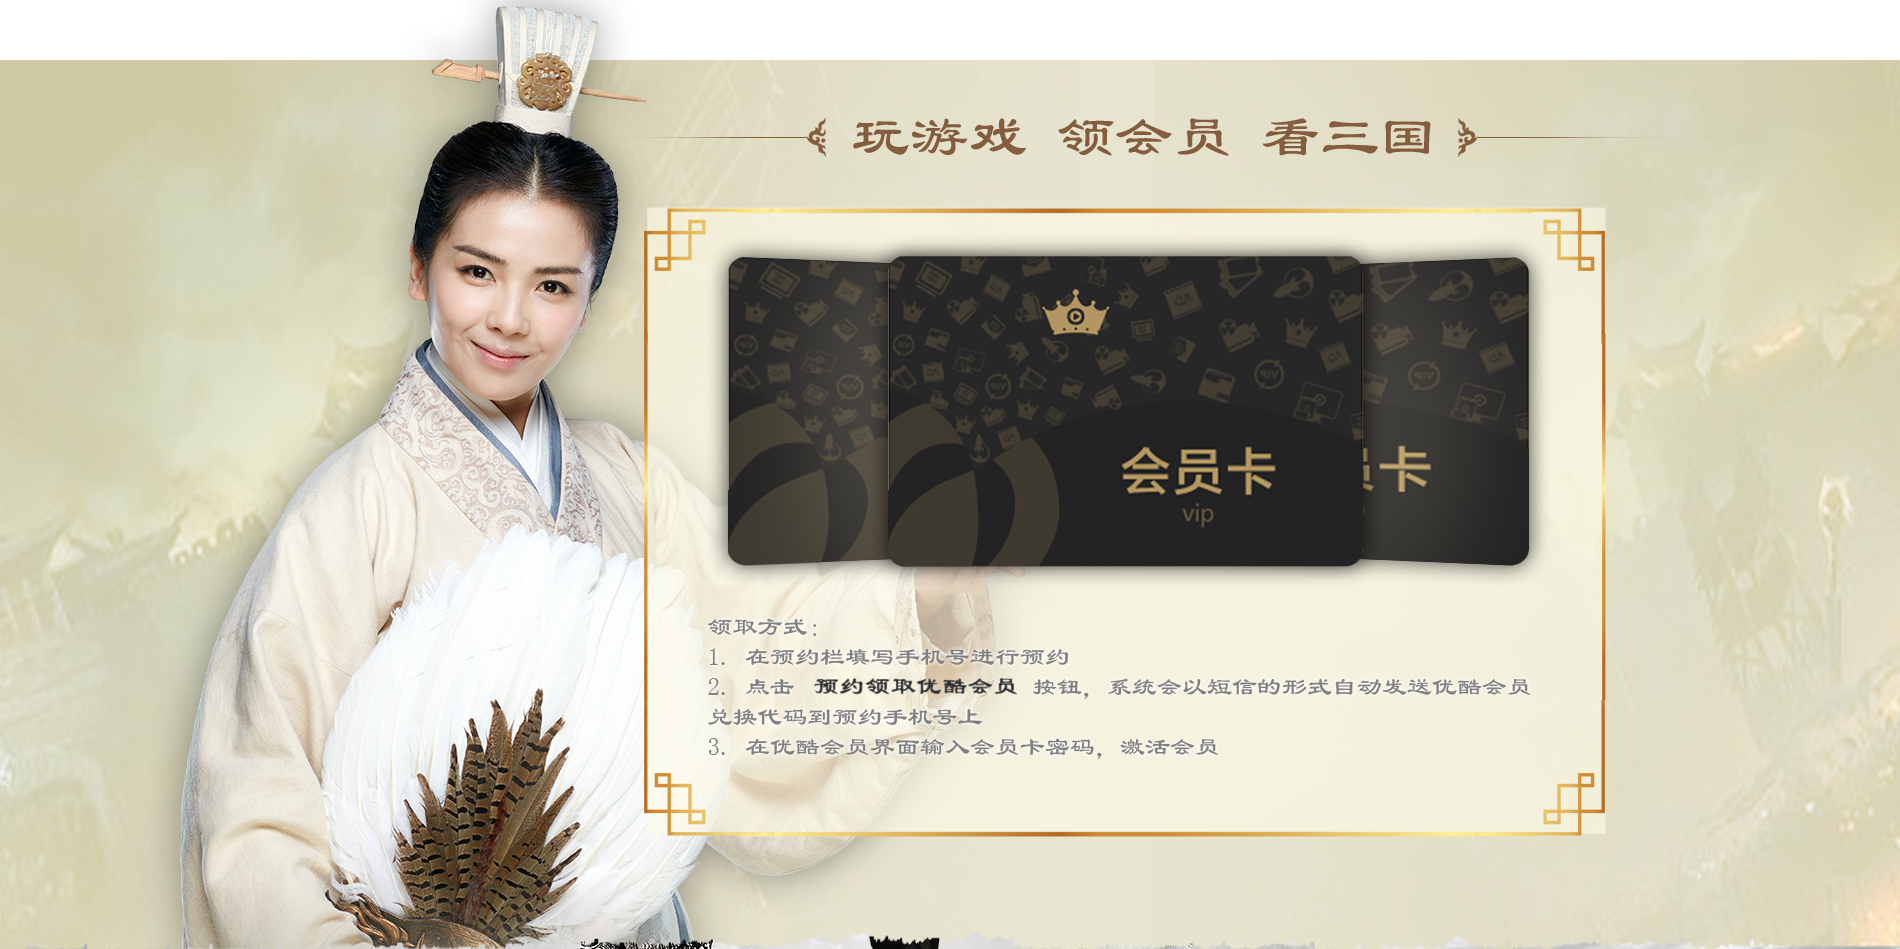 玩游戏 领会员 看三国
会员卡
vip
员卡
领取方式：
1. 在预约栏填写手机号进行预约
2. 点击 预约领取优酷会员 按钮，系统会以短信的形式自动发送优酷会员
兑换代码到预约手机号上
3. 在优酷会员界面输入会员卡密码，激活会员